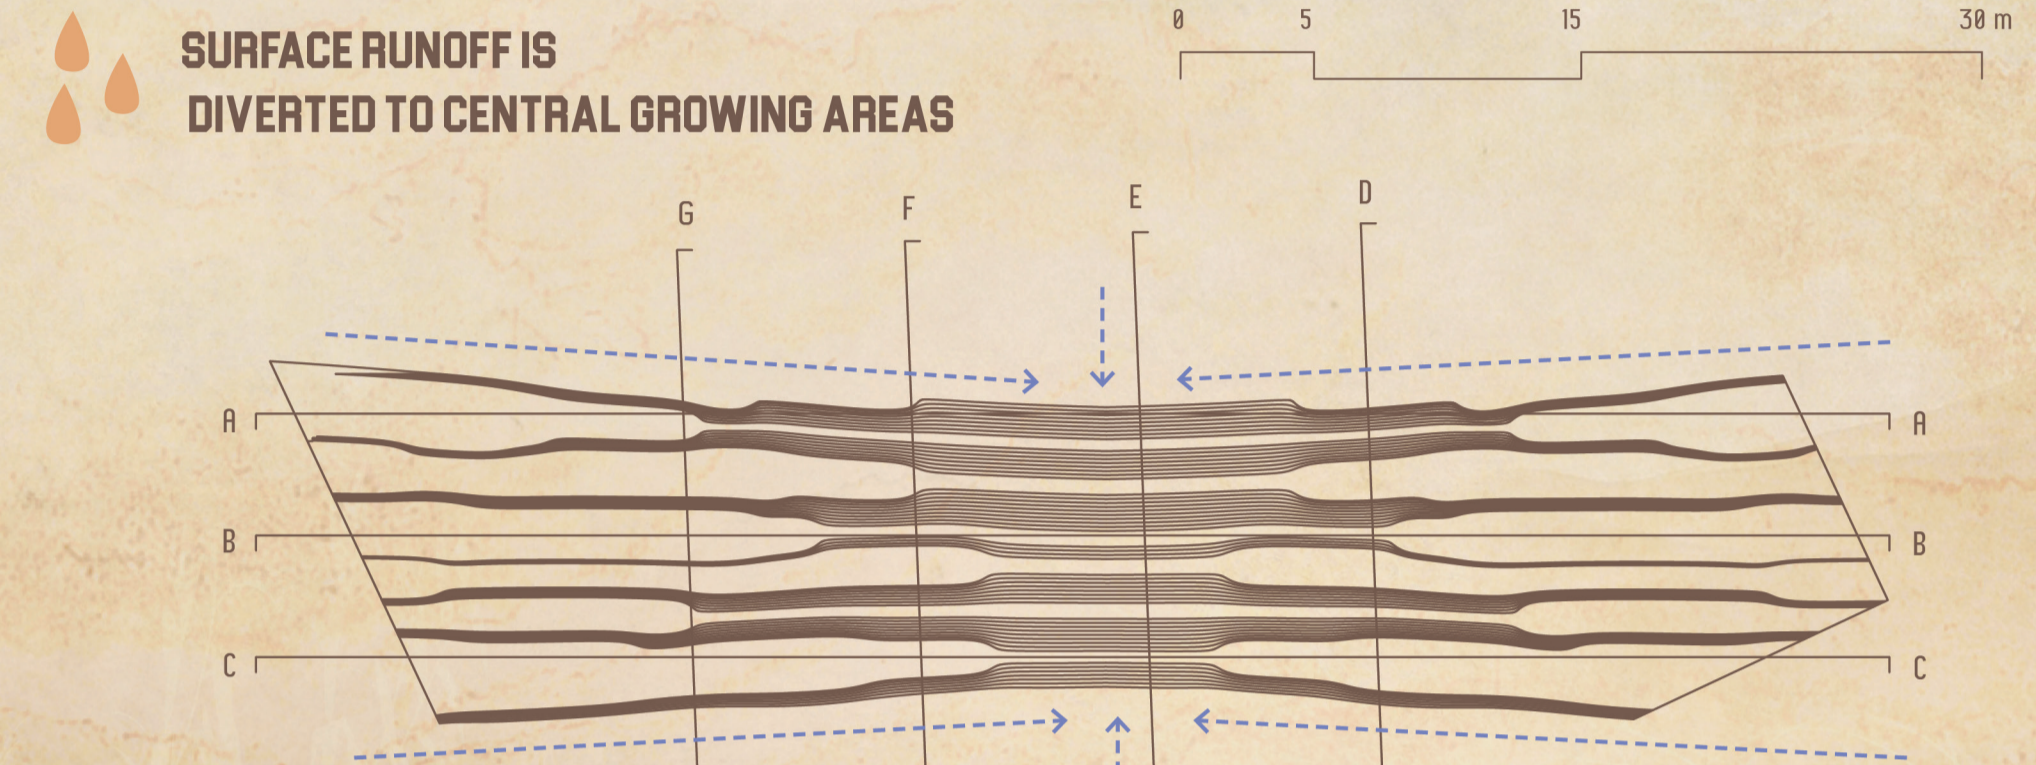 SURFACE RUNOFF IS
DIVERTED TO CENTRAL GROWING AREAS
0 5 15 30 m
G F E D
A A
B B
C C